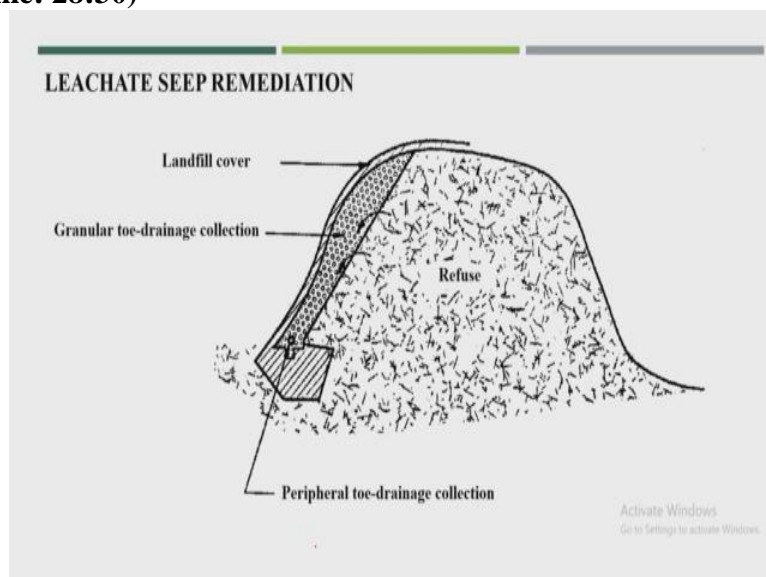 LEACHATE SEEP REMEDIATION
Landfill cover
Granular toe-drainage collection
Refuse
Peripheral toe-drainage collection
Activate Windows
Go to Settings to activate Windows.